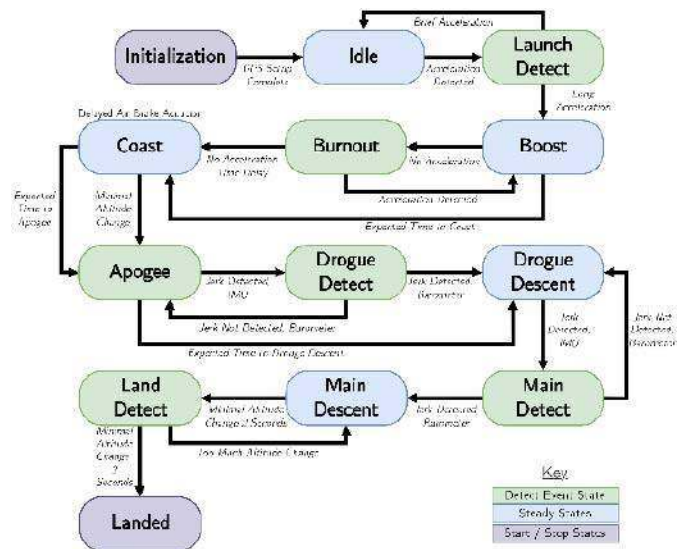 Brief Acceleration
Initialization
Idle
Launch
Detect
GPS Setup
Complete
Acceleration
Detected
Long
Acceleration
Delayed Air Brake Actuator
Coast
Burnout
Boost
No Acceleration
Time Delay
No Acceleration
Acceleration Detected
Expected Time to Coast
Expected
Time to
Apogee
Minimal
Altitude
Change
Apogee
Drogue
Detect
Drogue
Descent
Jerk Detected,
IMU
Jerk Detected,
Barometer
Jerk Not Detected, Barometer
Expected Time to Drogue Descent
Jerk
Detected,
IMU
Jerk Not
Detected,
Barometer
Land
Detect
Main
Descent
Main
Detect
Minimal Altitude
Change 2 Seconds
Jerk Detected
Barometer
Too Much Altitude Change
Minimal
Altitude
Change
Seconds
Landed
Key
Detect Event State
Steady States
Start / Stop States